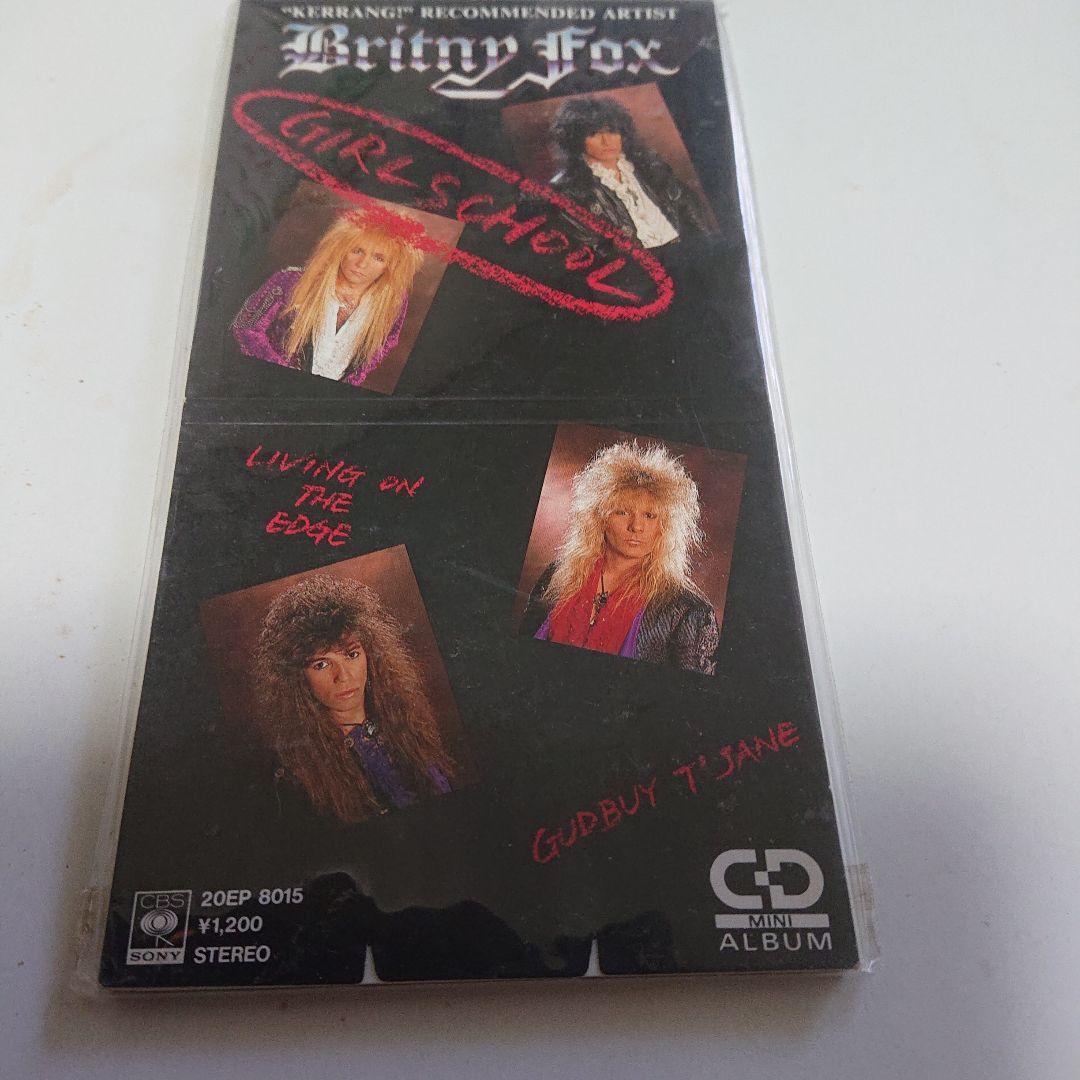 "KERRANG!" RECOMMENDED ARTIST
Britny Fox
GIRLSCHOOL
LIVING ON
THE
EDGE
GUDBUY T'JANE
CBS
SONY
20EP 8015
¥1,200
STEREO
CD
MINI
ALBUM